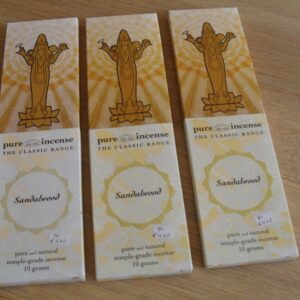 pure incense
THE CLASSIC RANGE
Sandalwood
pure and natural
temple-grade incense
10 grams
pure incense
THE CLASSIC RANGE
Sandalwood
pure and natural
temple-grade incense
10 grams
pure incense
THE CLASSIC RANGE
Sandalwood
pure and natural
temple-grade incense
10 grams